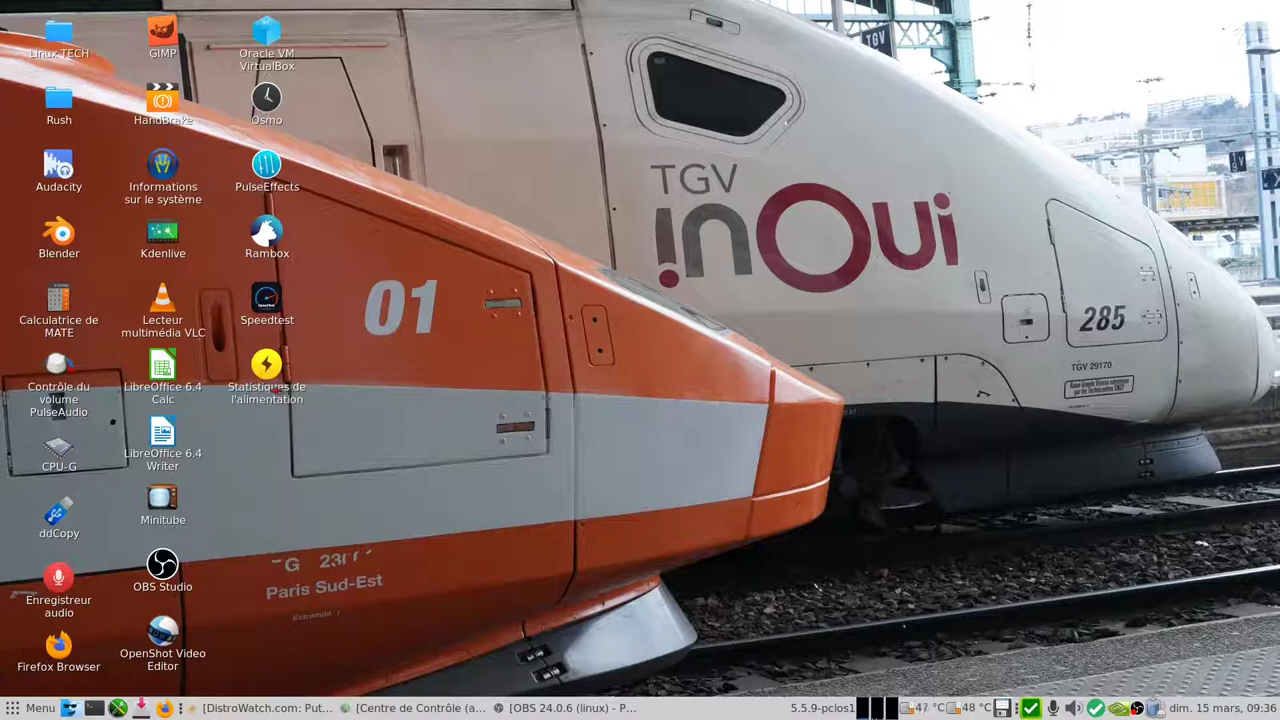 Linux TECH
GIMP
Oracle VM
VirtualBox
Rush
HandBrake
Osmo
Audacity
Informations
sur le système
PulseEffects
Blender
Kdenlive
Rambox
Calculatrice de
MATE
Lecteur
multimédia VLC
Speedtest
Contrôle du
volume
PulseAudio
LibreOffice 6.4
Calc
Statistiques de
l'alimentation
CPU-G
LibreOffice 6.4
Writer
ddCopy
Minitube
Enregistreur
audio
OBS Studio
Firefox Browser
OpenShot Video
Editor
TGV
TGV
inOui
01
285
TGV 29170
Paris Sud-Est
Menu
[DistroWatch.com: Put...
[Centre de Contrôle (a...
[OBS 24.0.6 (linux) - P...
5.5.9-pclos1
47 °C
48 °C
dim. 15 mars, 09:36